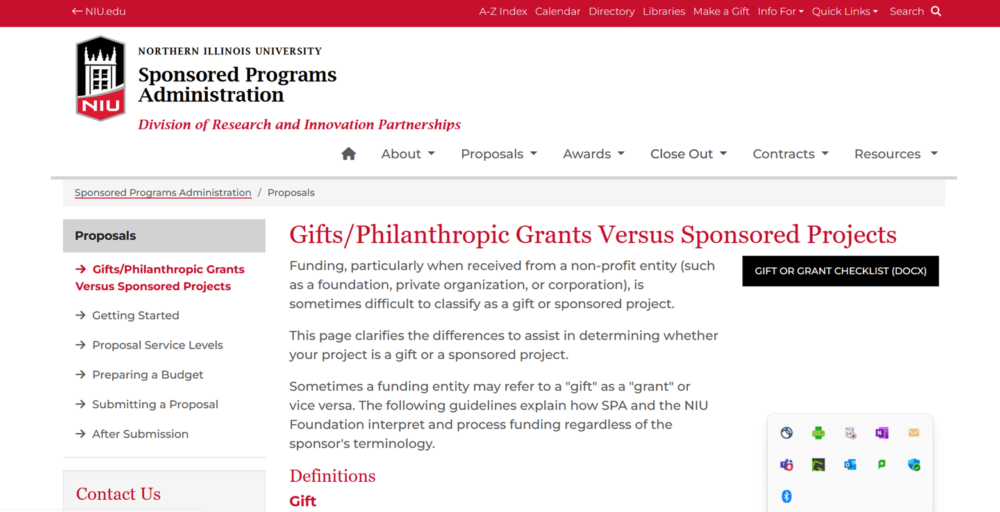 NIU.edu
A-Z Index Calendar Directory Libraries Make a Gift Info For Quick Links Search
NORTHERN ILLINOIS UNIVERSITY
Sponsored Programs
Administration
NIU
Division of Research and Innovation Partnerships
About Proposals Awards Close Out Contracts Resources
Sponsored Programs Administration / Proposals
Proposals
Gifts/Philanthropic Grants
Versus Sponsored Projects
Getting Started
Proposal Service Levels
Preparing a Budget
Submitting a Proposal
After Submission
Contact Us
Gifts/Philanthropic Grants Versus Sponsored Projects
Funding, particularly when received from a non-profit entity (such
as a foundation, private organization, or corporation), is
sometimes difficult to classify as a gift or sponsored project.
This page clarifies the differences to assist in determining whether
your project is a gift or a sponsored project.
Sometimes a funding entity may refer to a "gift" as a "grant" or
vice versa. The following guidelines explain how SPA and the NIU
Foundation interpret and process funding regardless of the
sponsor's terminology.
Definitions
Gift
GIFT OR GRANT CHECKLIST (DOCX)